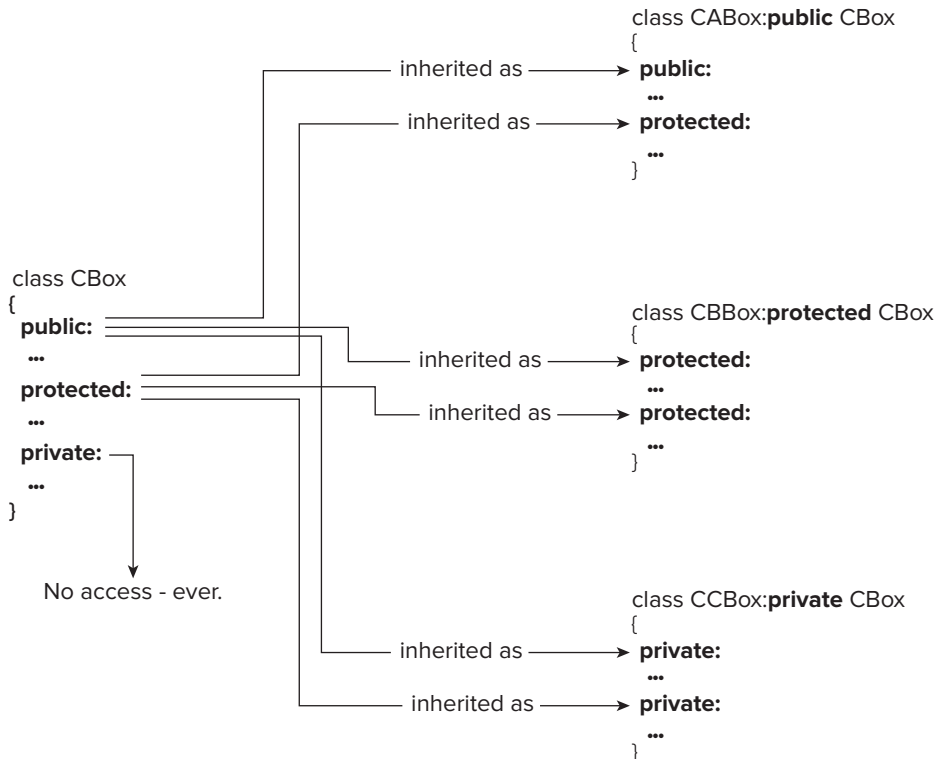 class CABox:public CBox
{
inherited as
public:
...
inherited as
protected:
...
}
class CBox
{
public:
...
protected:
...
private:
...
}
No access - ever.
class CBBox:protected CBox
{
inherited as
protected:
...
inherited as
protected:
...
}
class CCBox:private CBox
{
inherited as
private:
...
inherited as
private:
...
}